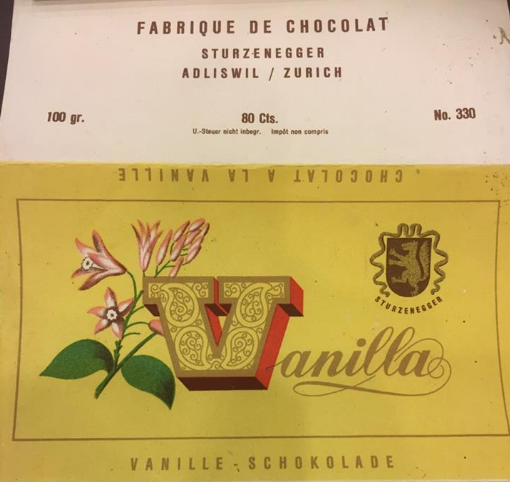 FABRIQUE DE CHOCOLAT
STURZENEGGER
ADLISWIL / ZURICH
100 gr.
80 Cts.
No. 330
U.-Steuer nicht inbegr. Impôt non compris
CHOCOLAT A LA VANILLE
STURZENEGGER
Vanilla
VANILLE-SCHOKOLADE